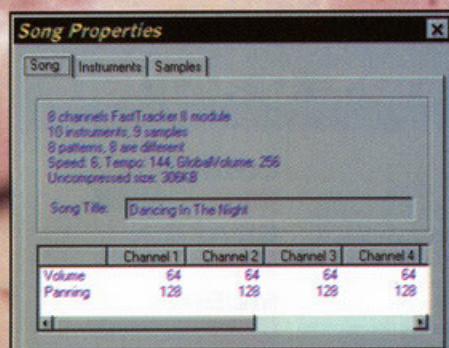 Song Properties
Song Instruments Samples
8 channels FastTracker II module
10 instruments, 9 samples
8 patterns, 8 are different
Speed: 6, Tempo: 144, GlobalVolume: 256
Uncompressed size: 306KB
Song Title: Dancing In The Night
Channel 1 Channel 2 Channel 3 Channel 4
Volume 64 64 64 64
Panning 128 128 128 128